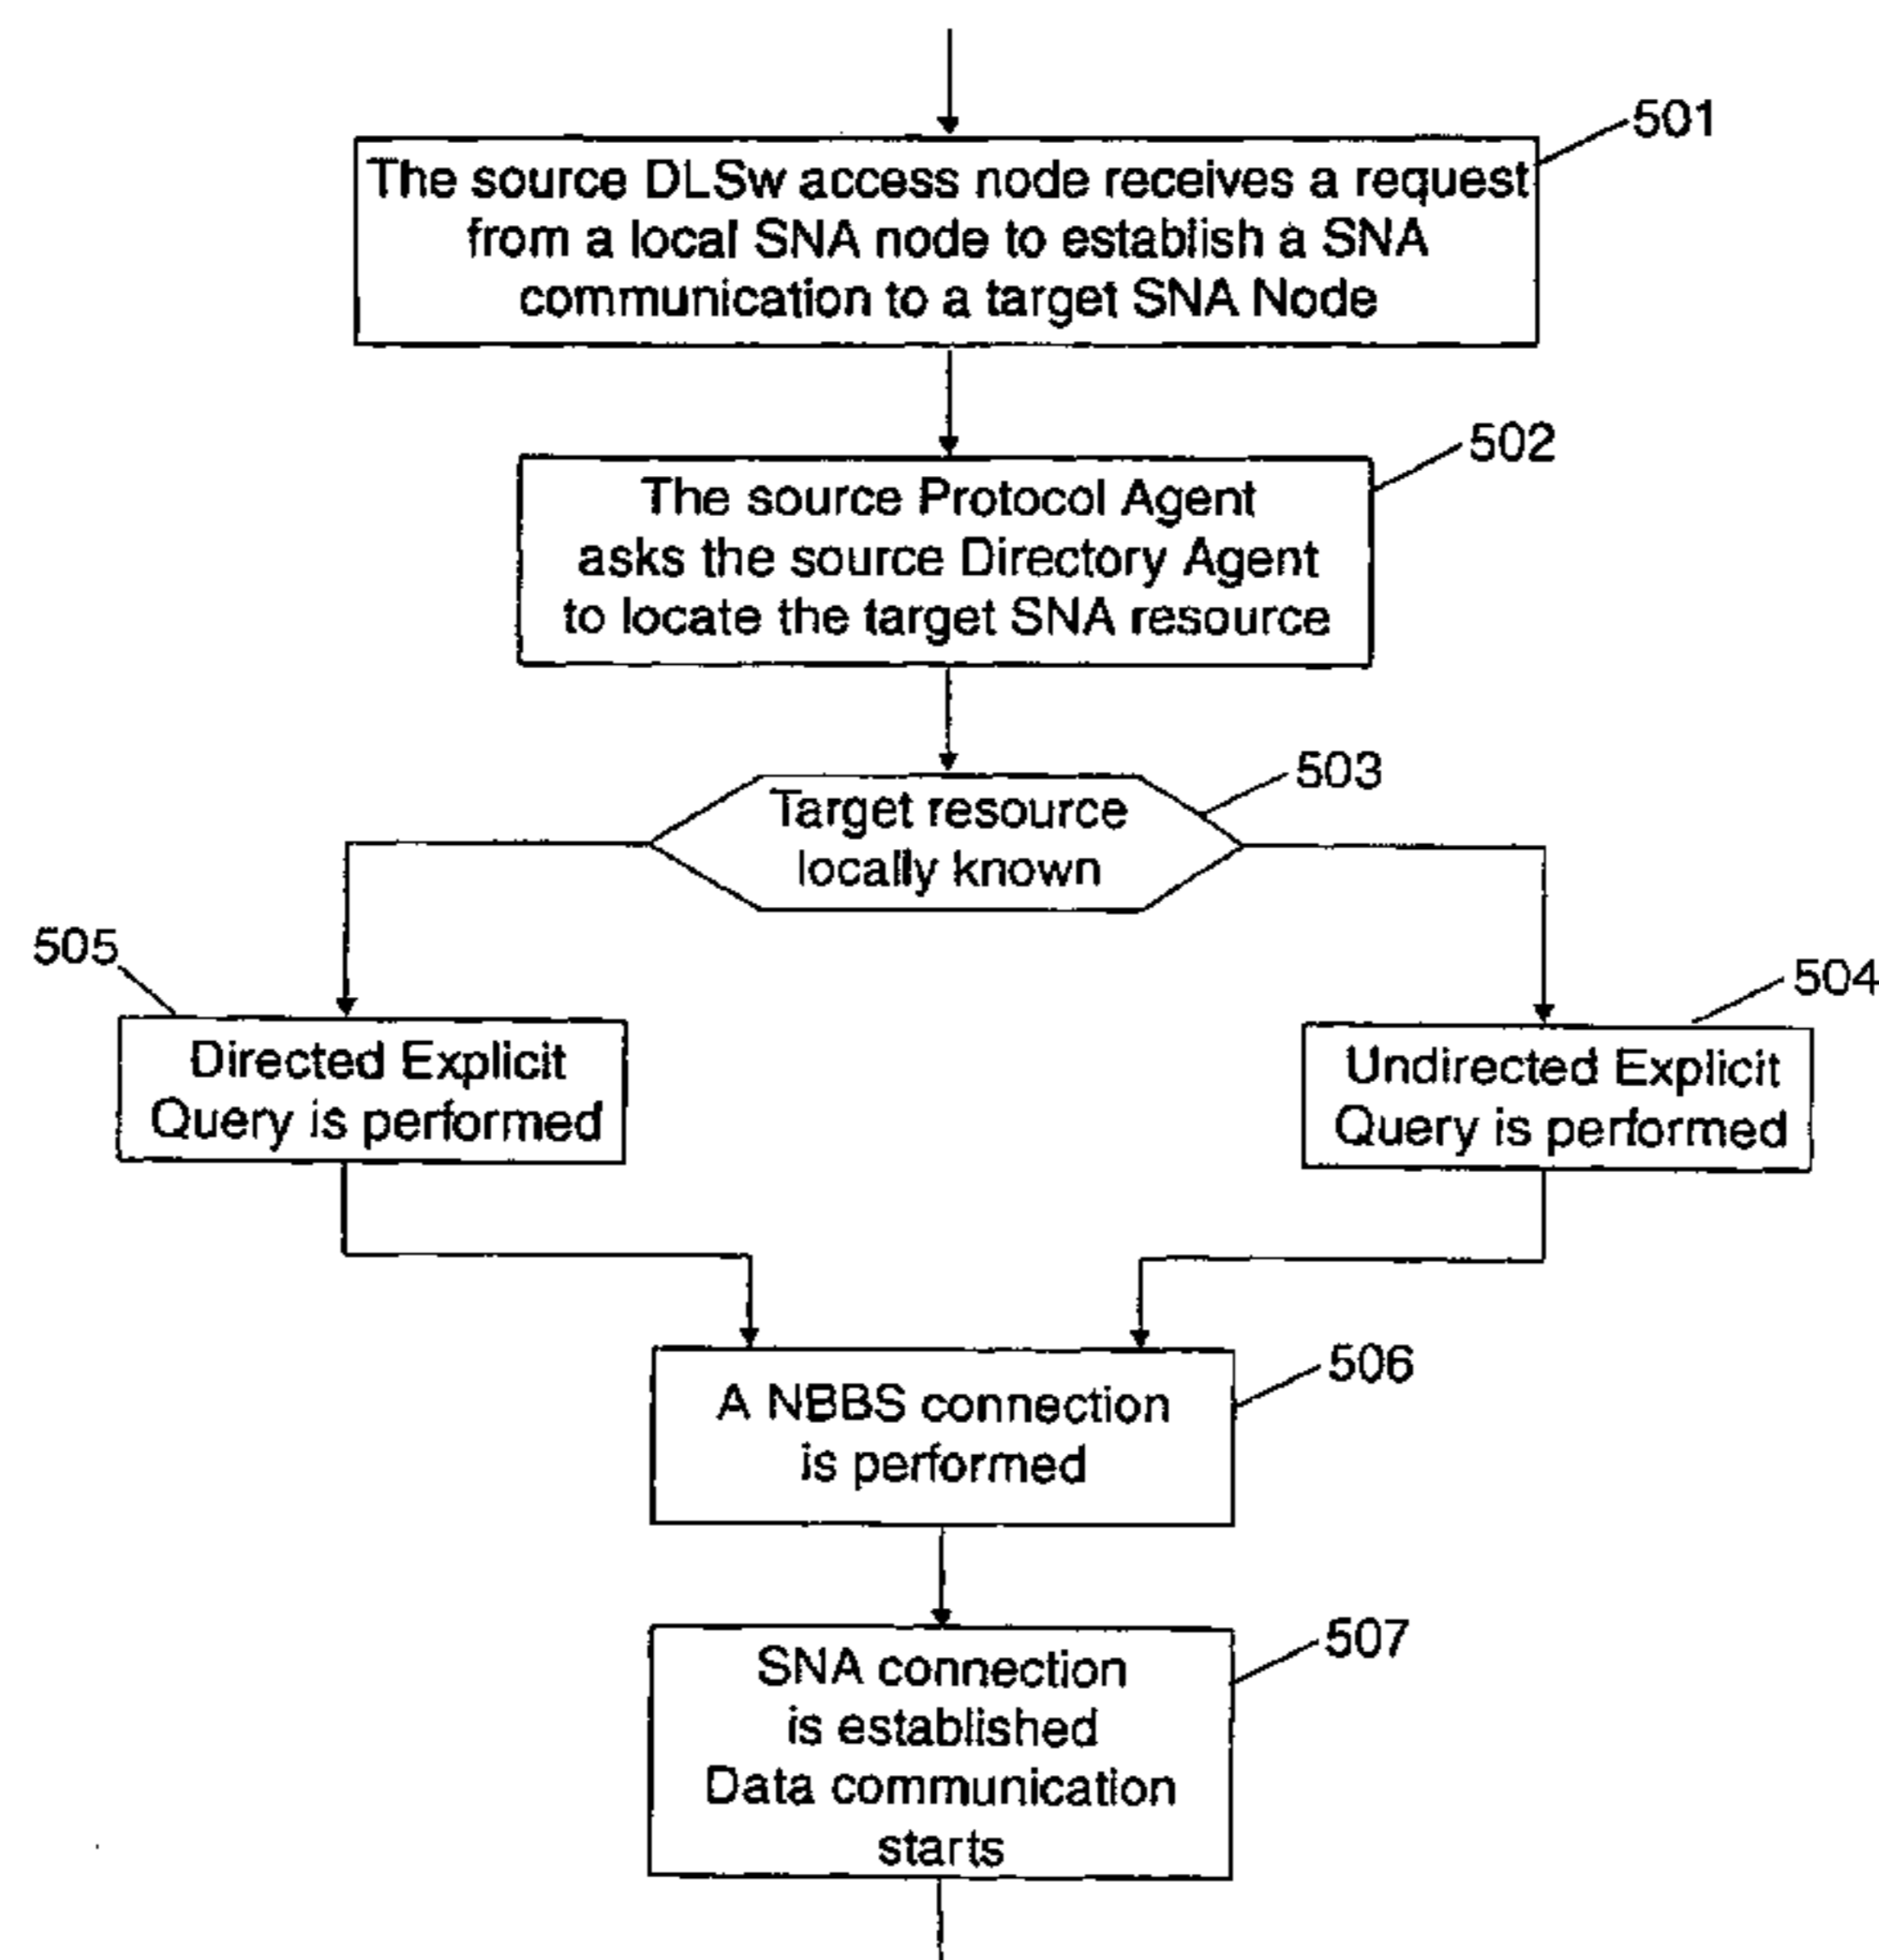 501
The source DLSw access node receives a request
from a local SNA node to establish a SNA
communication to a target SNA Node
502
The source Protocol Agent
asks the source Directory Agent
to locate the target SNA resource
503
Target resource
locally known
505
504
Directed Explicit
Query is performed
Undirected Explicit
Query is performed
506
A NBBS connection
is performed
507
SNA connection
is established
Data communication
starts